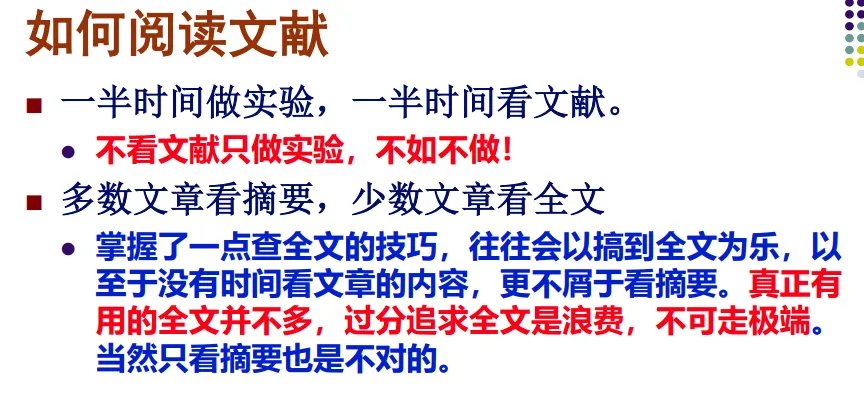 如何阅读文献
一半时间做实验，一半时间看文献。
不看文献只做实验，不如不做！
多数文章看摘要，少数文章看全文
掌握了一点查全文的技巧，往往会以搞到全文为乐，以
至于没有时间看文章的内容，更不屑于看摘要。真正有
用的全文并不多，过分追求全文是浪费，不可走极端。
当然只看摘要也是不对的。